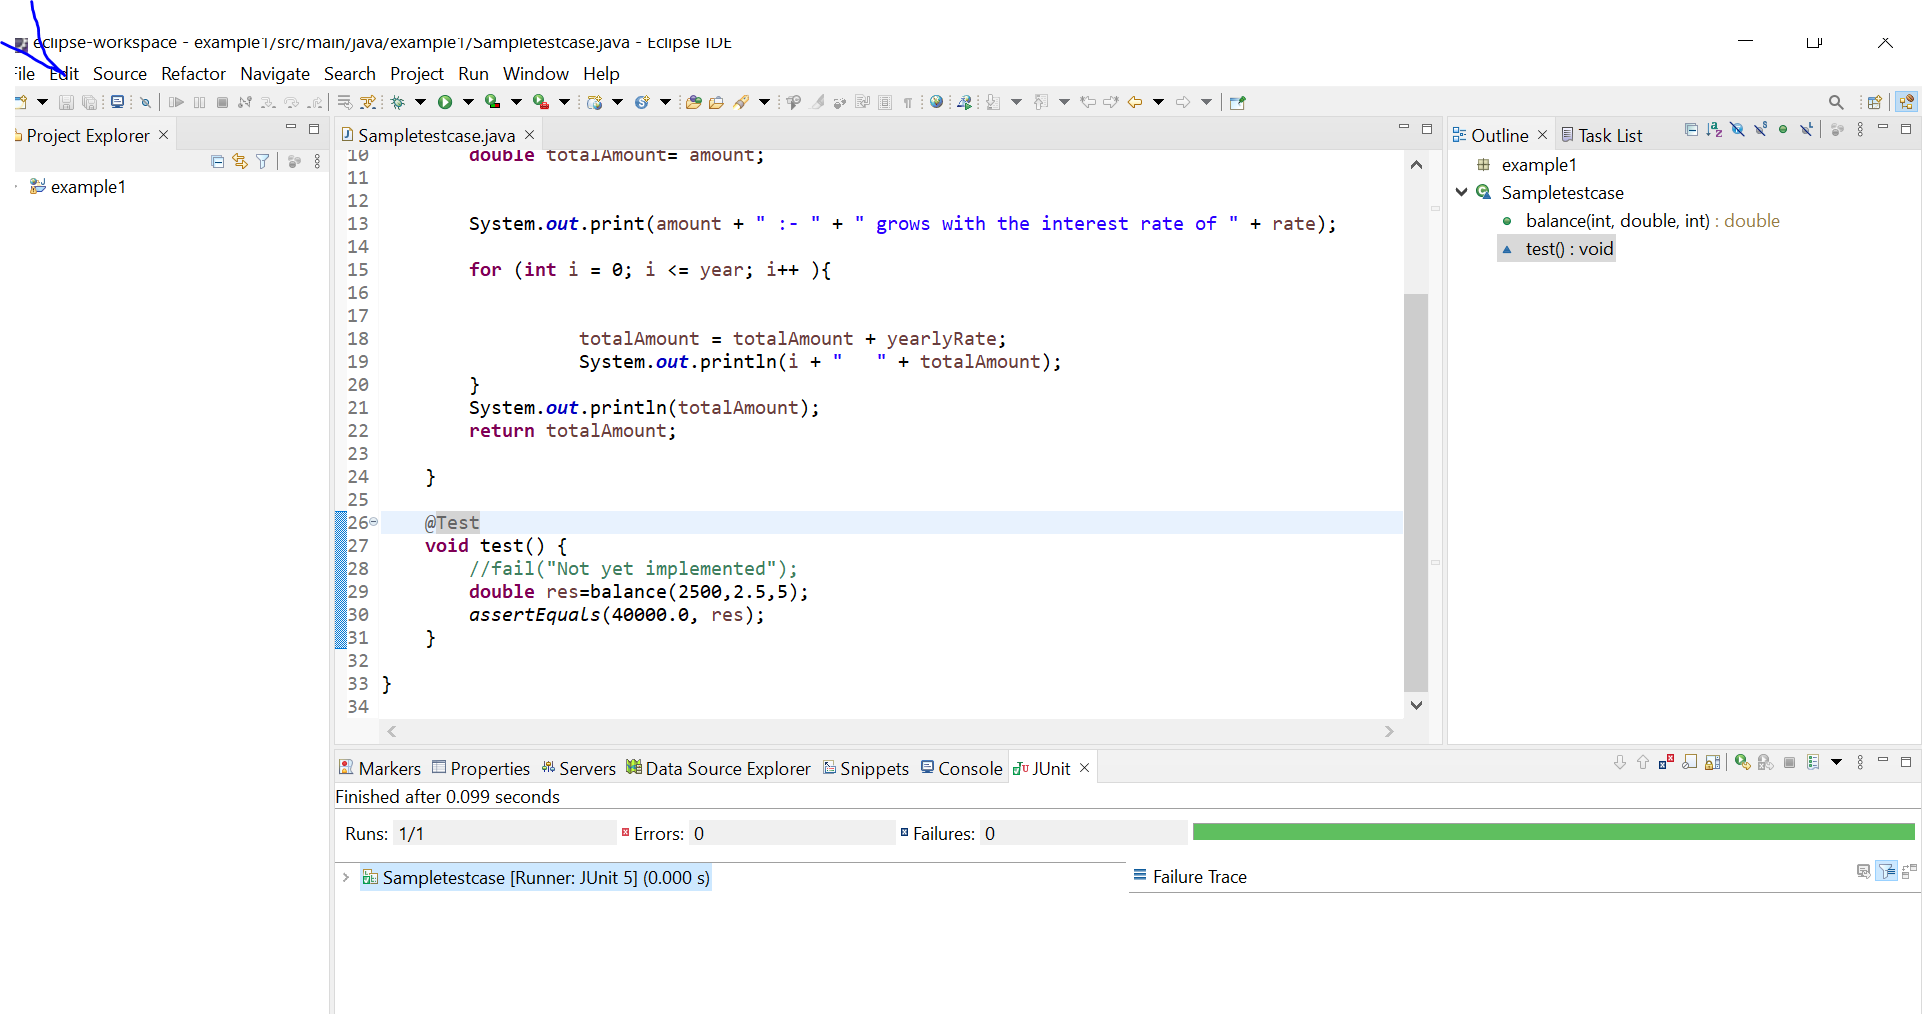 eclipse-workspace - example1/src/main/java/example1/Sampletestcase.java - Eclipse IDE
File Edit Source Refactor Navigate Search Project Run Window Help
Project Explorer
example1
Sampletestcase.java
10 double totalAmount= amount;
11
12
13 System.out.print(amount + " :- " + " grows with the interest rate of " + rate);
14
15 for (int i = 0; i <= year; i++ ){
16
17
18 totalAmount = totalAmount + yearlyRate;
19 System.out.println(i + "   " + totalAmount);
20 }
21 System.out.println(totalAmount);
22 return totalAmount;
23
24 }
25
26 @Test
27 void test() {
28 //fail("Not yet implemented");
29 double res=balance(2500,2.5,5);
30 assertEquals(40000.0, res);
31 }
32
33 }
34
Outline Task List
example1
Sampletestcase
balance(int, double, int) : double
test() : void
Markers Properties Servers Data Source Explorer Snippets Console JUnit
Finished after 0.099 seconds
Runs: 1/1 Errors: 0 Failures: 0
Sampletestcase [Runner: JUnit 5] (0.000 s)
Failure Trace